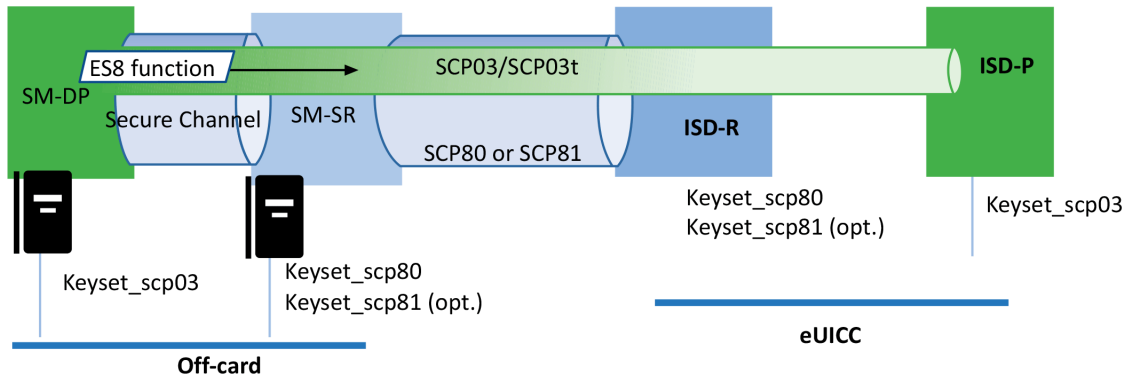 ES8 function
SCP03/SCP03t
ISD-P
SM-DP
Secure Channel
SM-SR
ISD-R
SCP80 or SCP81
Keyset_scp80
Keyset_scp81 (opt.)
Keyset_scp03
Keyset_scp03
Keyset_scp80
Keyset_scp81 (opt.)
eUICC
Off-card